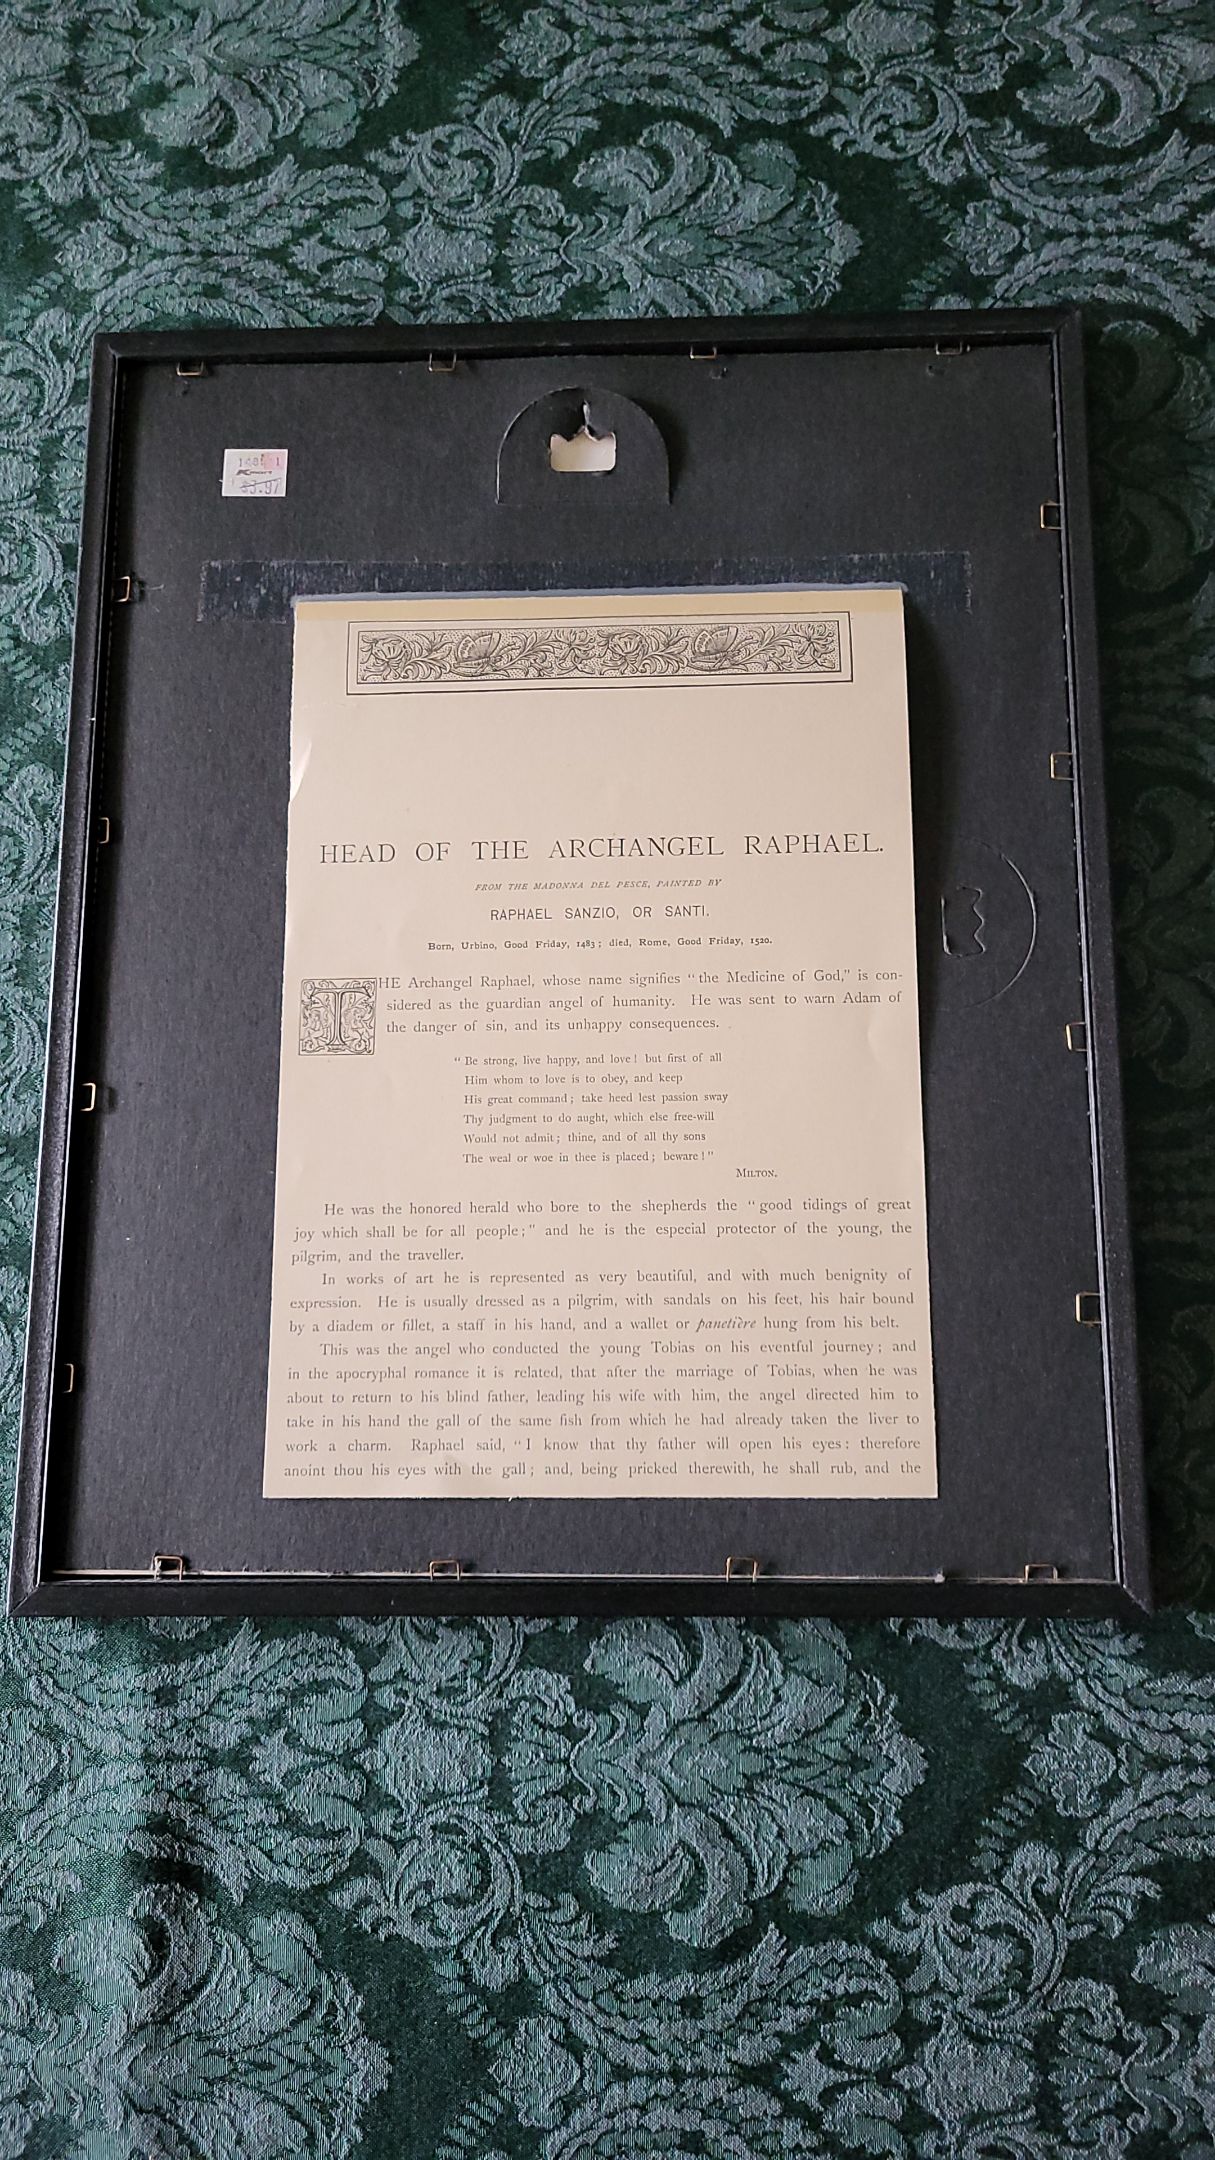 Kmart
$3.97
HEAD OF THE ARCHANGEL RAPHAEL.
FROM THE MADONNA DEL PESCE, PAINTED BY
RAPHAEL SANZIO, OR SANTI.
Born, Urbino, Good Friday, 1483; died, Rome, Good Friday, 1520.
THE Archangel Raphael, whose name signifies “the Medicine of God,” is con-
sidered as the guardian angel of humanity. He was sent to warn Adam of
the danger of sin, and its unhappy consequences.
“Be strong, live happy, and love! but first of all
Him whom to love is to obey, and keep
His great command; take heed lest passion sway
Thy judgment to do aught, which else free-will
Would not admit; thine, and of all thy sons
The weal or woe in thee is placed; beware!”
MILTON.
He was the honored herald who bore to the shepherds the “good tidings of great
joy which shall be for all people;” and he is the especial protector of the young, the
pilgrim, and the traveller.
In works of art he is represented as very beautiful, and with much benignity of
expression. He is usually dressed as a pilgrim, with sandals on his feet, his hair bound
by a diadem or fillet, a staff in his hand, and a wallet or panetière hung from his belt.
This was the angel who conducted the young Tobias on his eventful journey; and
in the apocryphal romance it is related, that after the marriage of Tobias, when he was
about to return to his blind father, leading his wife with him, the angel directed him to
take in his hand the gall of the same fish from which he had already taken the liver to
work a charm. Raphael said, “I know that thy father will open his eyes: therefore
anoint thou his eyes with the gall; and, being pricked therewith, he shall rub, and the